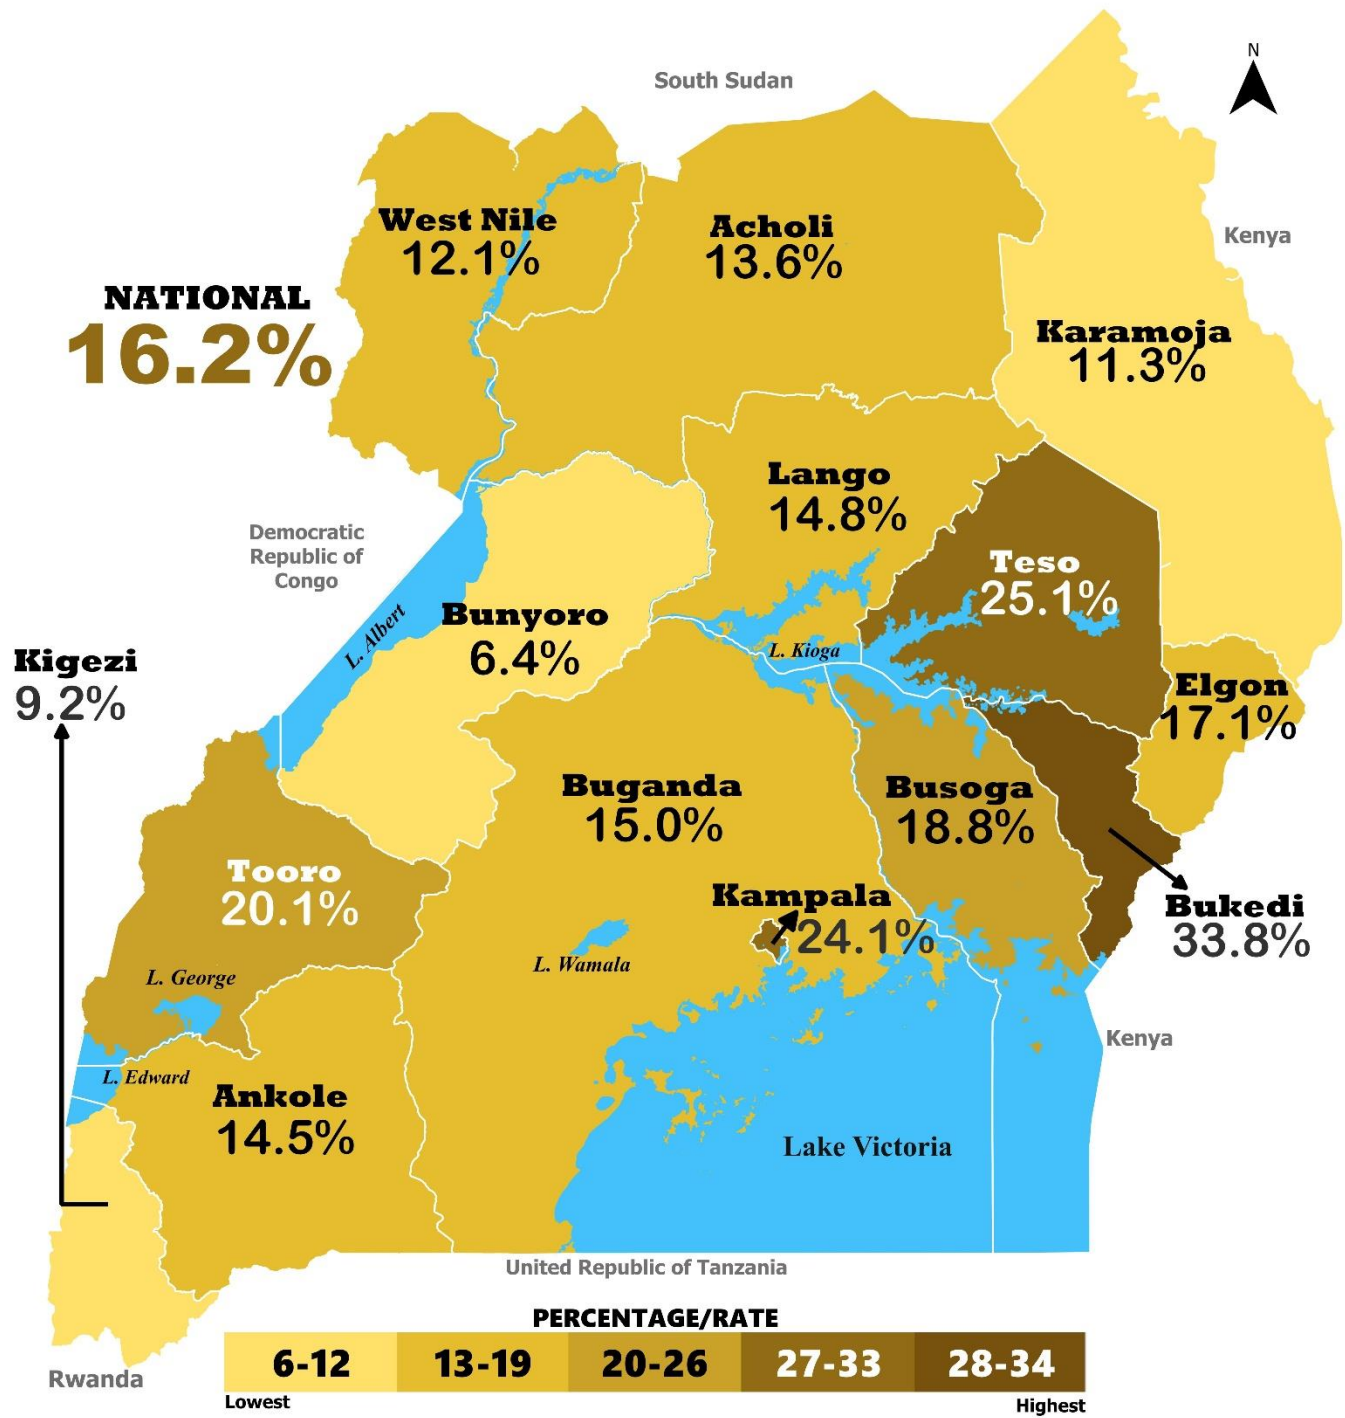 N
South Sudan
West Nile
12.1%
Acholi
13.6%
Kenya
NATIONAL
16.2%
Karamoja
11.3%
Lango
14.8%
Democratic
Republic of
Congo
Teso
25.1%
L. Albert
Bunyoro
6.4%
L. Kioga
Kigezi
9.2%
Elgon
17.1%
Buganda
15.0%
Busoga
18.8%
Tooro
20.1%
Kampala
24.1%
Bukedi
33.8%
L. Wamala
L. George
Kenya
L. Edward
Ankole
14.5%
Lake Victoria
United Republic of Tanzania
PERCENTAGE/RATE
6-12 13-19 20-26 27-33 28-34
Lowest Highest
Rwanda